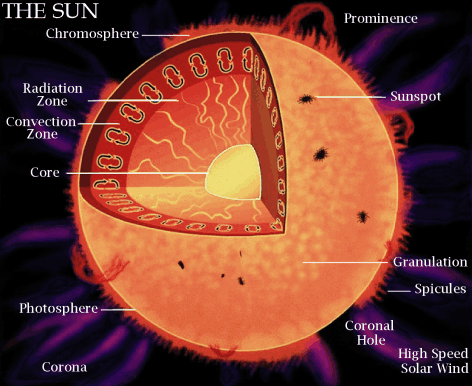 THE SUN
Prominence
Chromosphere
Radiation
Zone
Sunspot
Convection
Zone
Core
Granulation
Spicules
Photosphere
Coronal
Hole
High Speed
Solar Wind
Corona